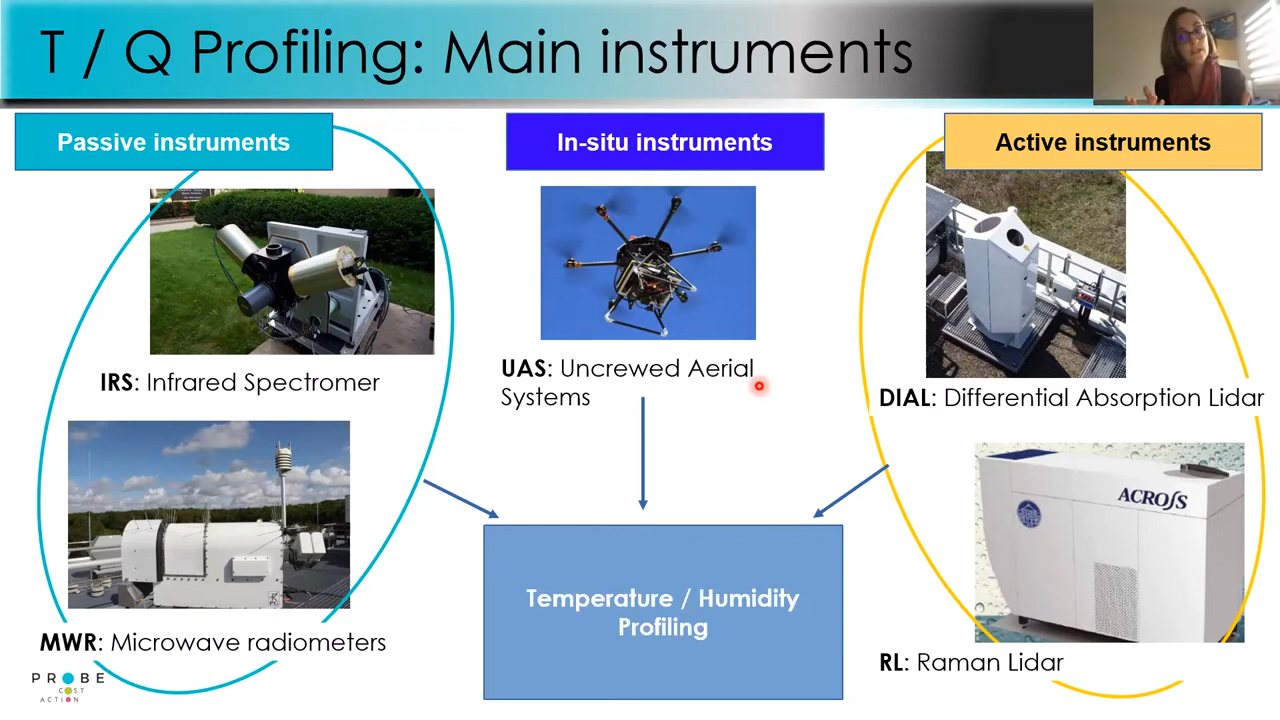 T / Q Profiling: Main instruments
Passive instruments
In-situ instruments
Active instruments
IRS: Infrared Spectromer
UAS: Uncrewed Aerial
Systems
DIAL: Differential Absorption Lidar
ACROSS
MWR: Microwave radiometers
Temperature / Humidity
Profiling
RL: Raman Lidar
PROBE
COST
ACTION